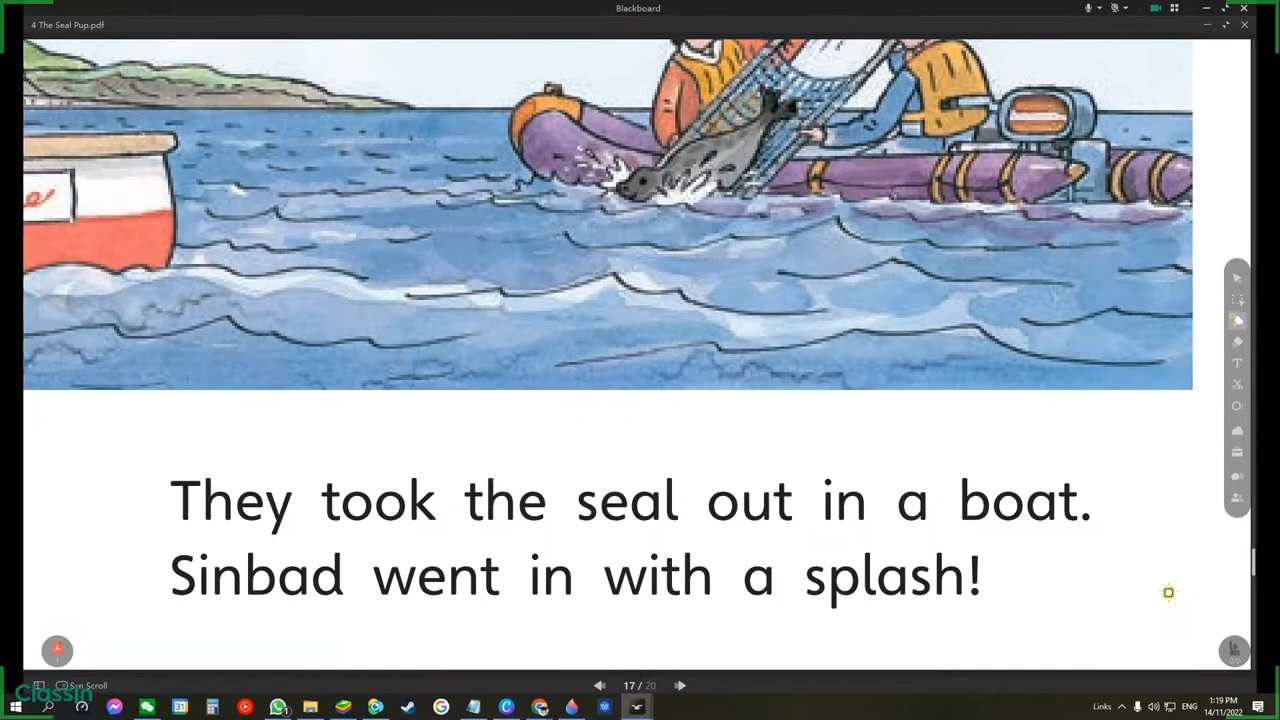 Blackboard
4 The Seal Pup.pdf
They took the seal out in a boat.
Sinbad went in with a splash!
Scroll
17 / 20
ClassIn
Links
ENG
1:19 PM
14/11/2022